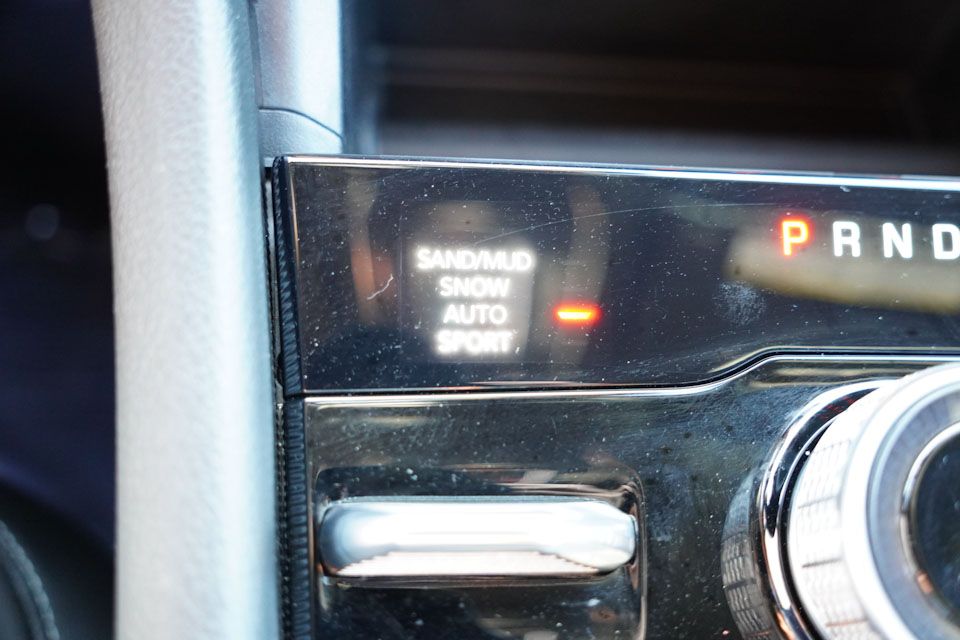 SAND/MUD
SNOW
AUTO
SPORT
P R N D